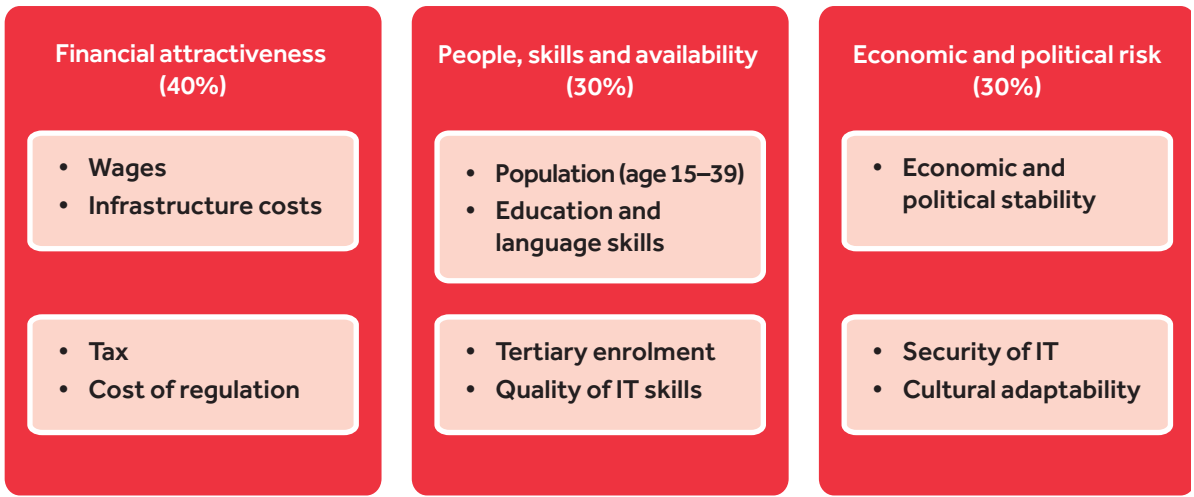 Financial attractiveness
(40%)
• Wages
• Infrastructure costs
• Tax
• Cost of regulation
People, skills and availability
(30%)
• Population (age 15–39)
• Education and
language skills
• Tertiary enrolment
• Quality of IT skills
Economic and political risk
(30%)
• Economic and
political stability
• Security of IT
• Cultural adaptability